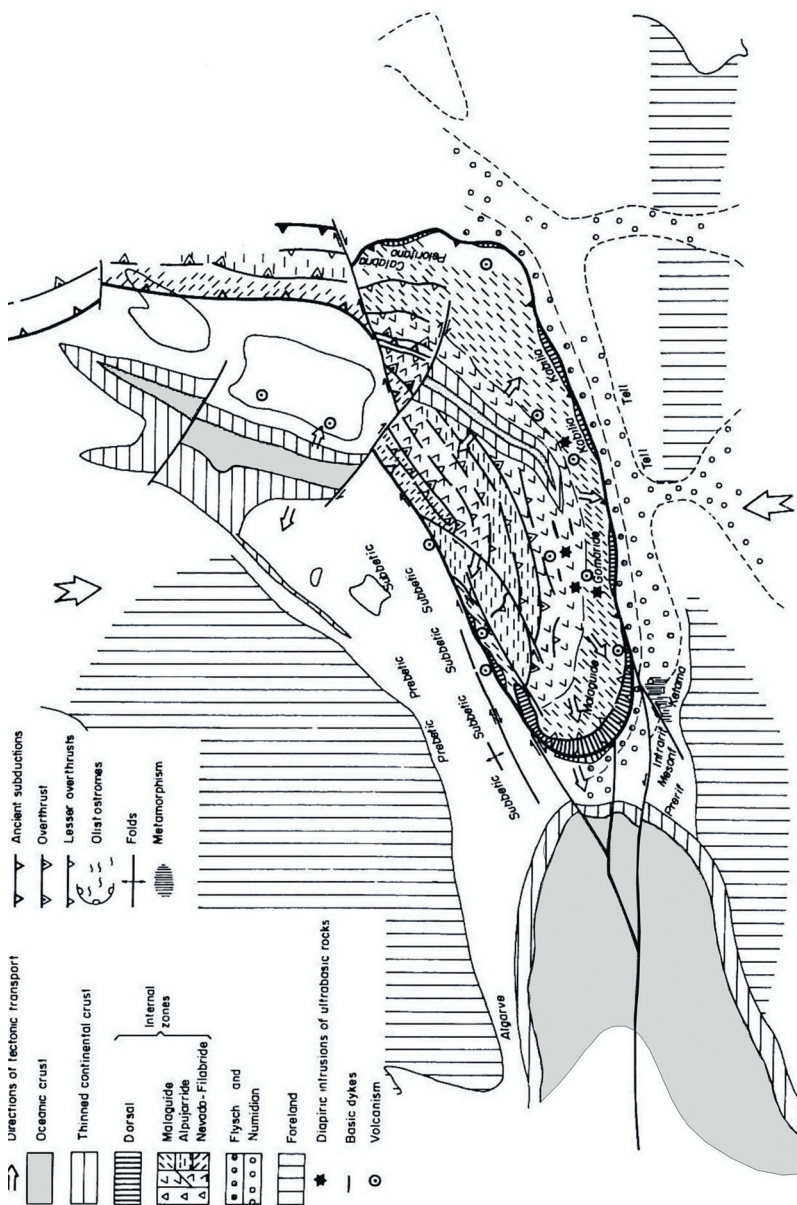 Directions of tectonic transport
Oceanic crust
Thinned continental crust
Dorsal
Malaguide
Alpujarride
Nevado-Filabride
Internal
zones
Flysch and
Numidian
Foreland
Diapiric intrusions of ultrabasic rocks
Basic dykes
Volcanism
Ancient subductions
Overthrust
Lesser overthrusts
Olistostromes
Folds
Metamorphism
Algarve
Prebetic
Prebetic
Subbetic
Subbetic
Subbetic
Subbetic
Subbetic
Calabria
Peloritano
Kabilia
Kabilia
Tell
Tell
Gomaride
Malaguide
Ketama
Intrarif
Mesorif
Prerif